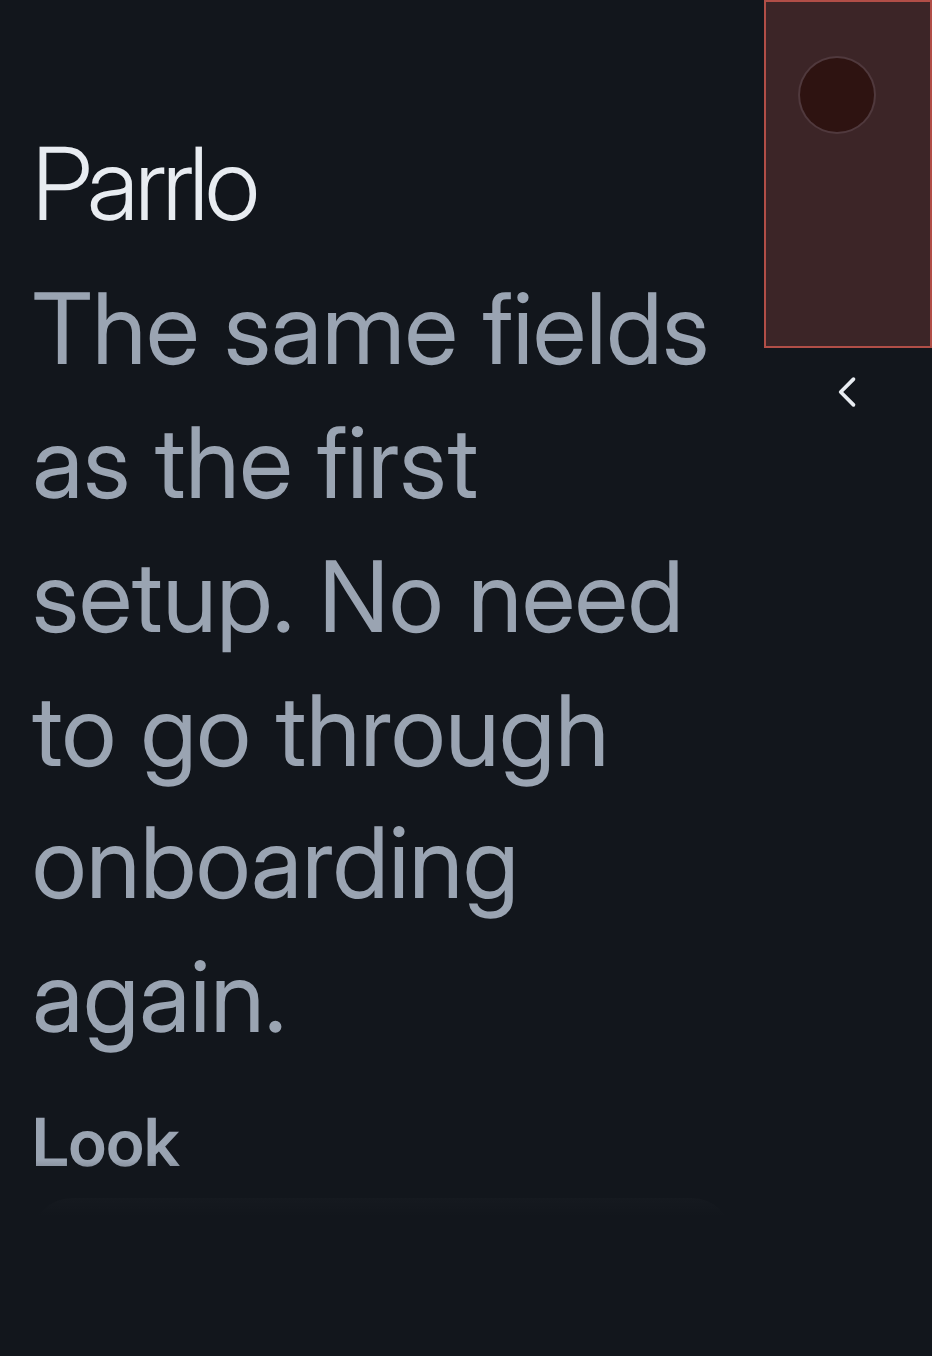 Parrlo
The same fields
as the first
setup. No need
to go through
onboarding
again.
Look